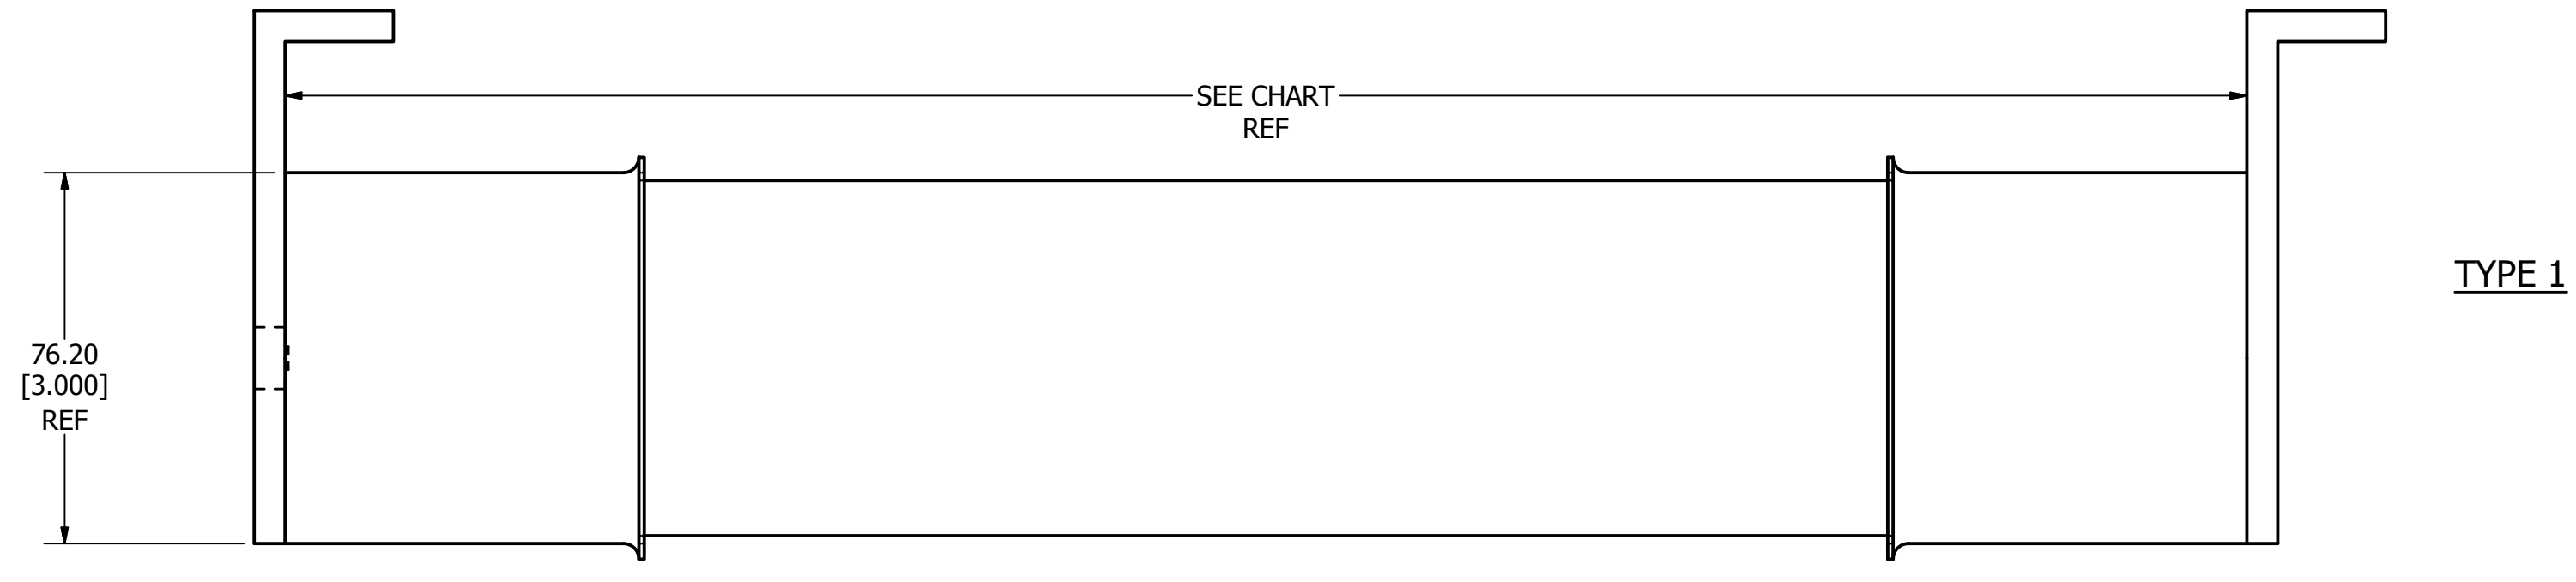 SEE CHART
REF
TYPE 1
76.20
[3.000]
REF